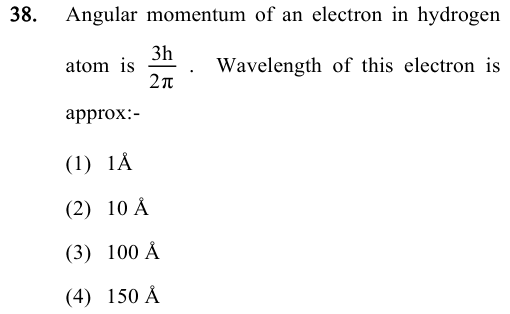 38. Angular momentum of an electron in hydrogen
atom is 3h/2π . Wavelength of this electron is
approx:-
(1) 1Å
(2) 10 Å
(3) 100 Å
(4) 150 Å